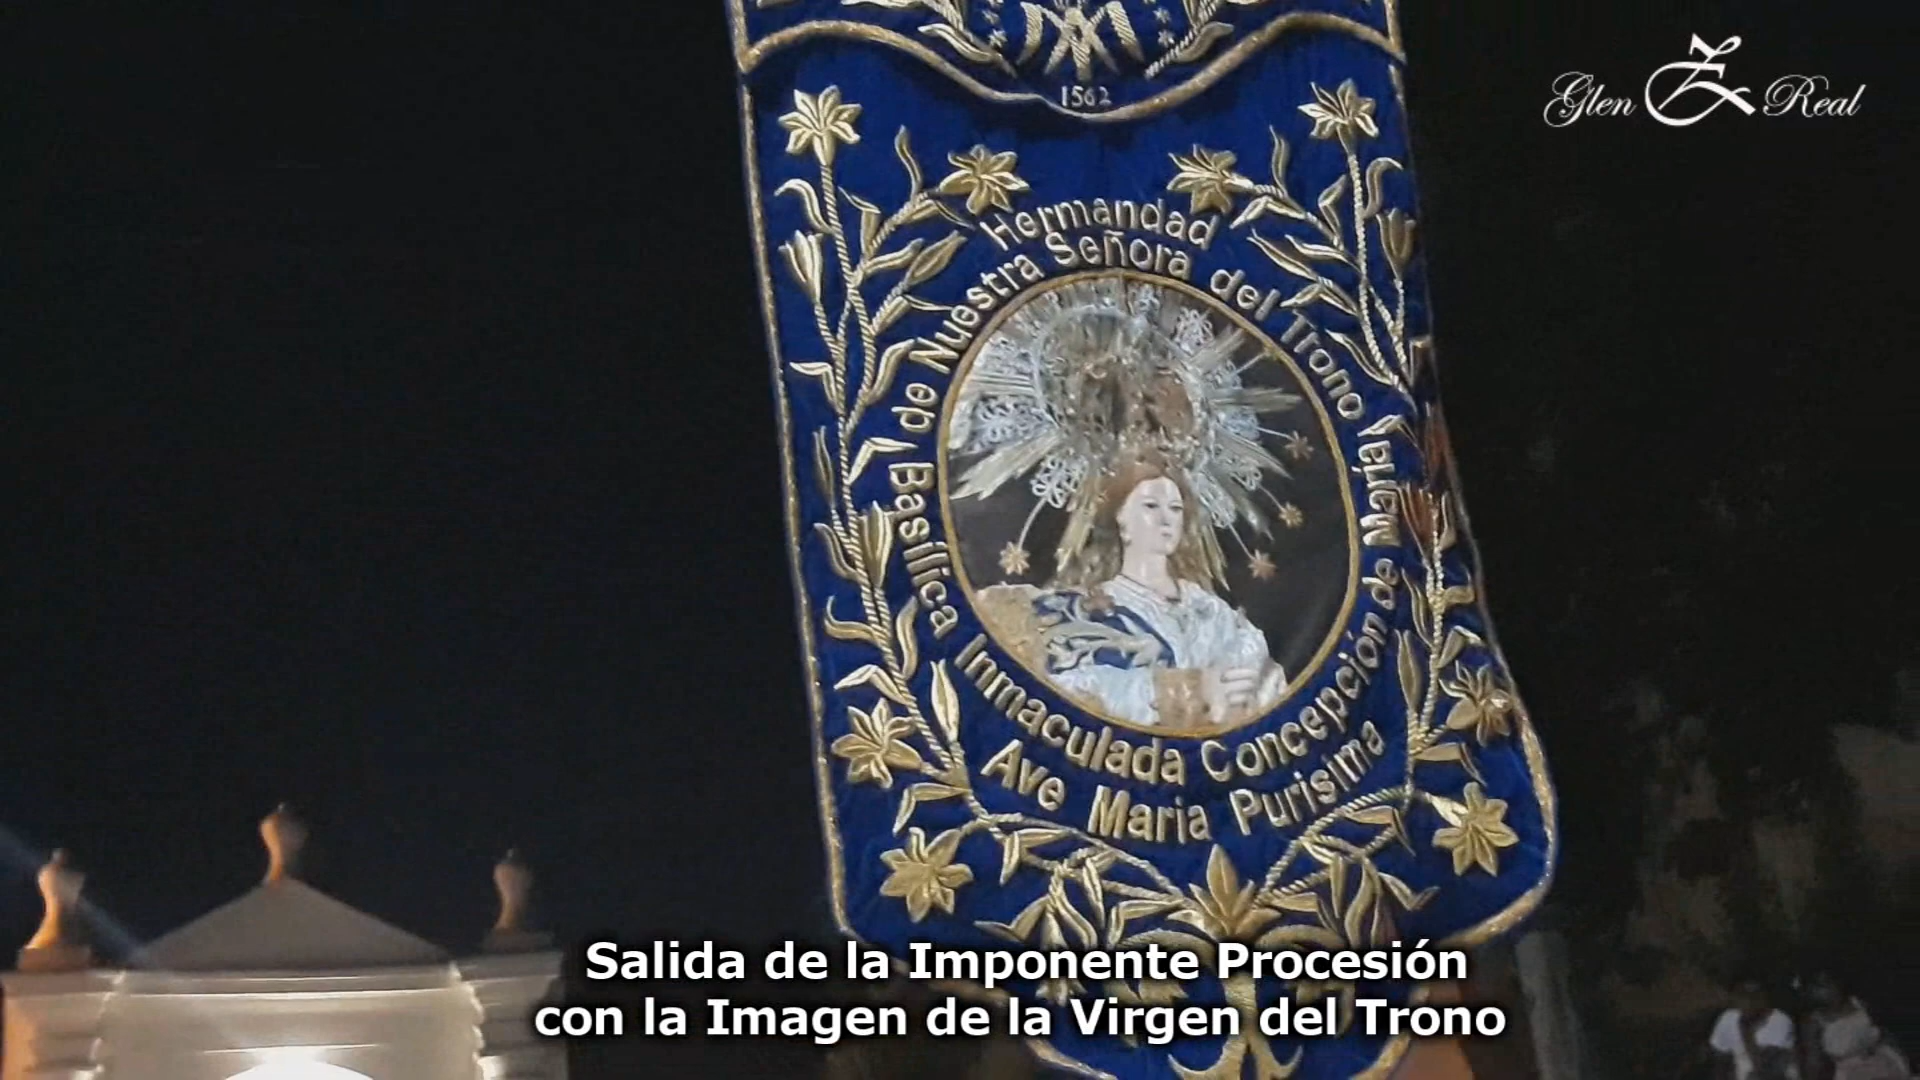 Glen Real
1562
Hermandad
Basílica de Nuestra Señora del Trono
Inmaculada Concepción de María
Ave Maria Purisima
Salida de la Imponente Procesión
con la Imagen de la Virgen del Trono